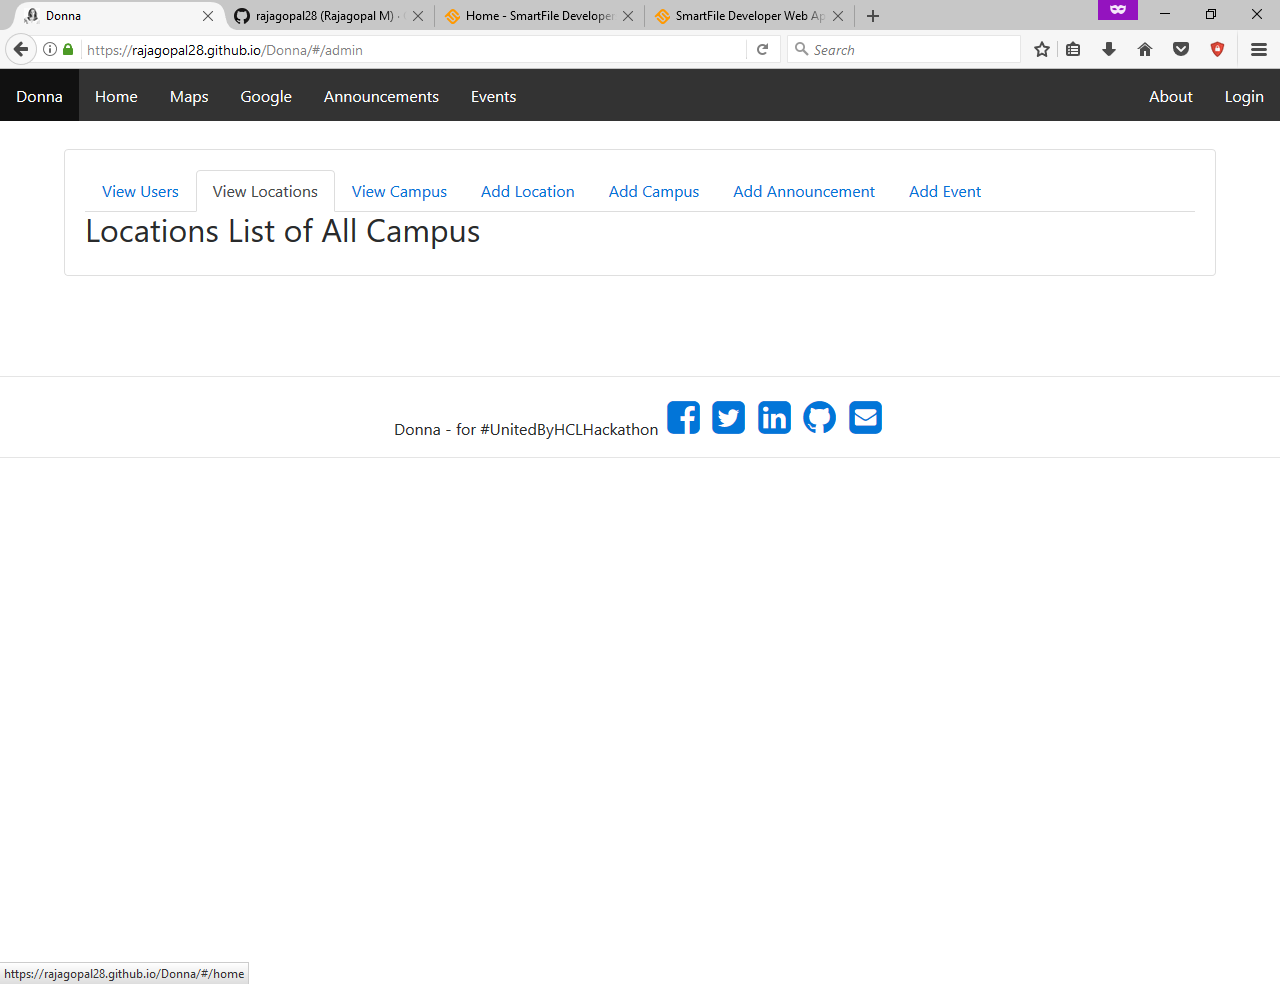 Donna
rajagopal28 (Rajagopal M) ·
Home - SmartFile Developer
SmartFile Developer Web Ap
https://rajagopal28.github.io/Donna/#/admin
Search
Donna Home Maps Google Announcements Events About Login
View Users View Locations View Campus Add Location Add Campus Add Announcement Add Event
Locations List of All Campus
Donna - for #UnitedByHCLHackathon
https://rajagopal28.github.io/Donna/#/home